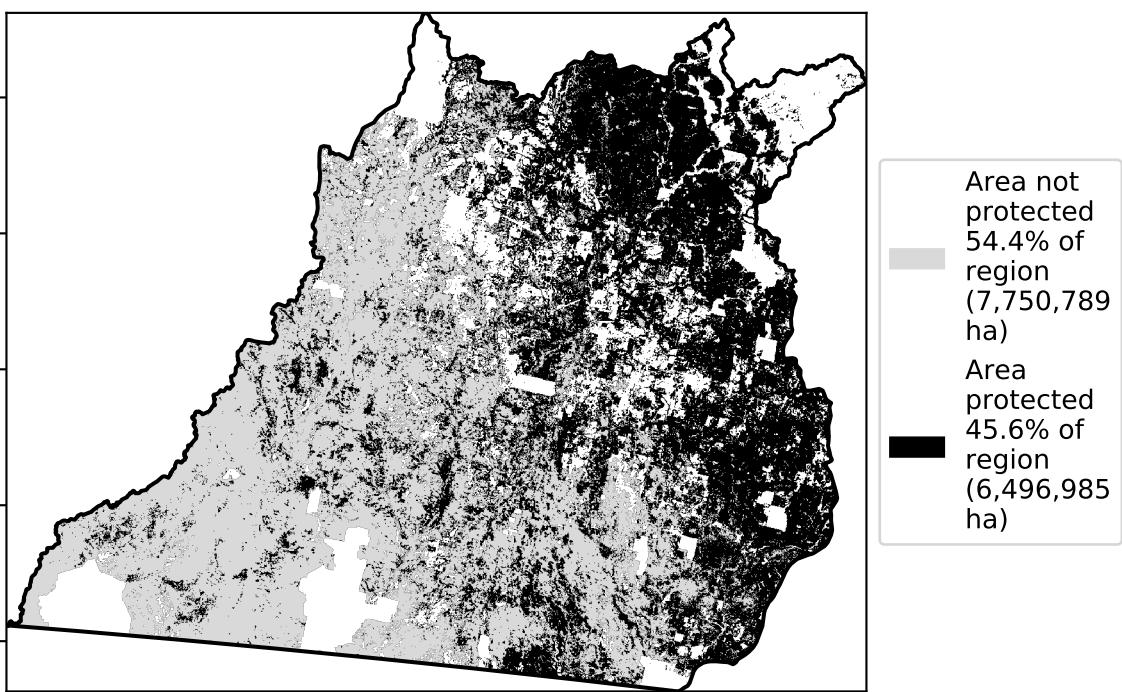 Area not
protected
54.4% of
region
(7,750,789
ha)
Area
protected
45.6% of
region
(6,496,985
ha)